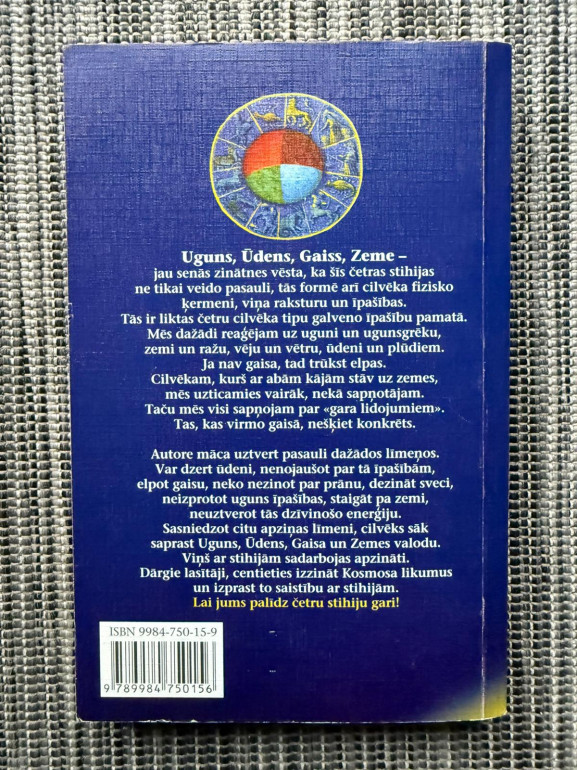 Uguns, Ūdens, Gaiss, Zeme –
jau senās zinātnes vēsta, ka šīs četras stihijas
ne tikai veido pasauli, tās formē arī cilvēka fizisko
ķermeni, viņa raksturu un īpašības.
Tās ir liktas četru cilvēka tipu galveno īpašību pamatā.
Mēs dažādi reaģējam uz uguni un ugunsgrēku,
zemi un ražu, vēju un vētru, ūdeni un plūdiem.
Ja nav gaisa, tad trūkst elpas.
Cilvēkam, kurš ar abām kājām stāv uz zemes,
mēs uzticamies vairāk, nekā sapņotājam.
Taču mēs visi sapņojam par «gara lidojumiem».
Tas, kas virmo gaisā, nešķiet konkrēts.
Autore māca uztvert pasauli dažādos līmeņos.
Var dzert ūdeni, nenojaušot par tā īpašībām,
elpot gaisu, neko nezinot par prānu, dezināt sveci,
neizprotot uguns īpašības, staigāt pa zemi,
neuztverot tās dzīvinošo enerģiju.
Sasniedzot citu apziņas līmeni, cilvēks sāk
saprast Uguns, Ūdens, Gaisa un Zemes valodu.
Viņš ar stihijām sadarbojas apzināti.
Dārgie lasītāji, centieties izzināt Kosmosa likumus
un izprast to saistību ar stihijām.
Lai jums palīdz četru stihiju gari!
ISBN 9984-750-15-9
9 789984 750156